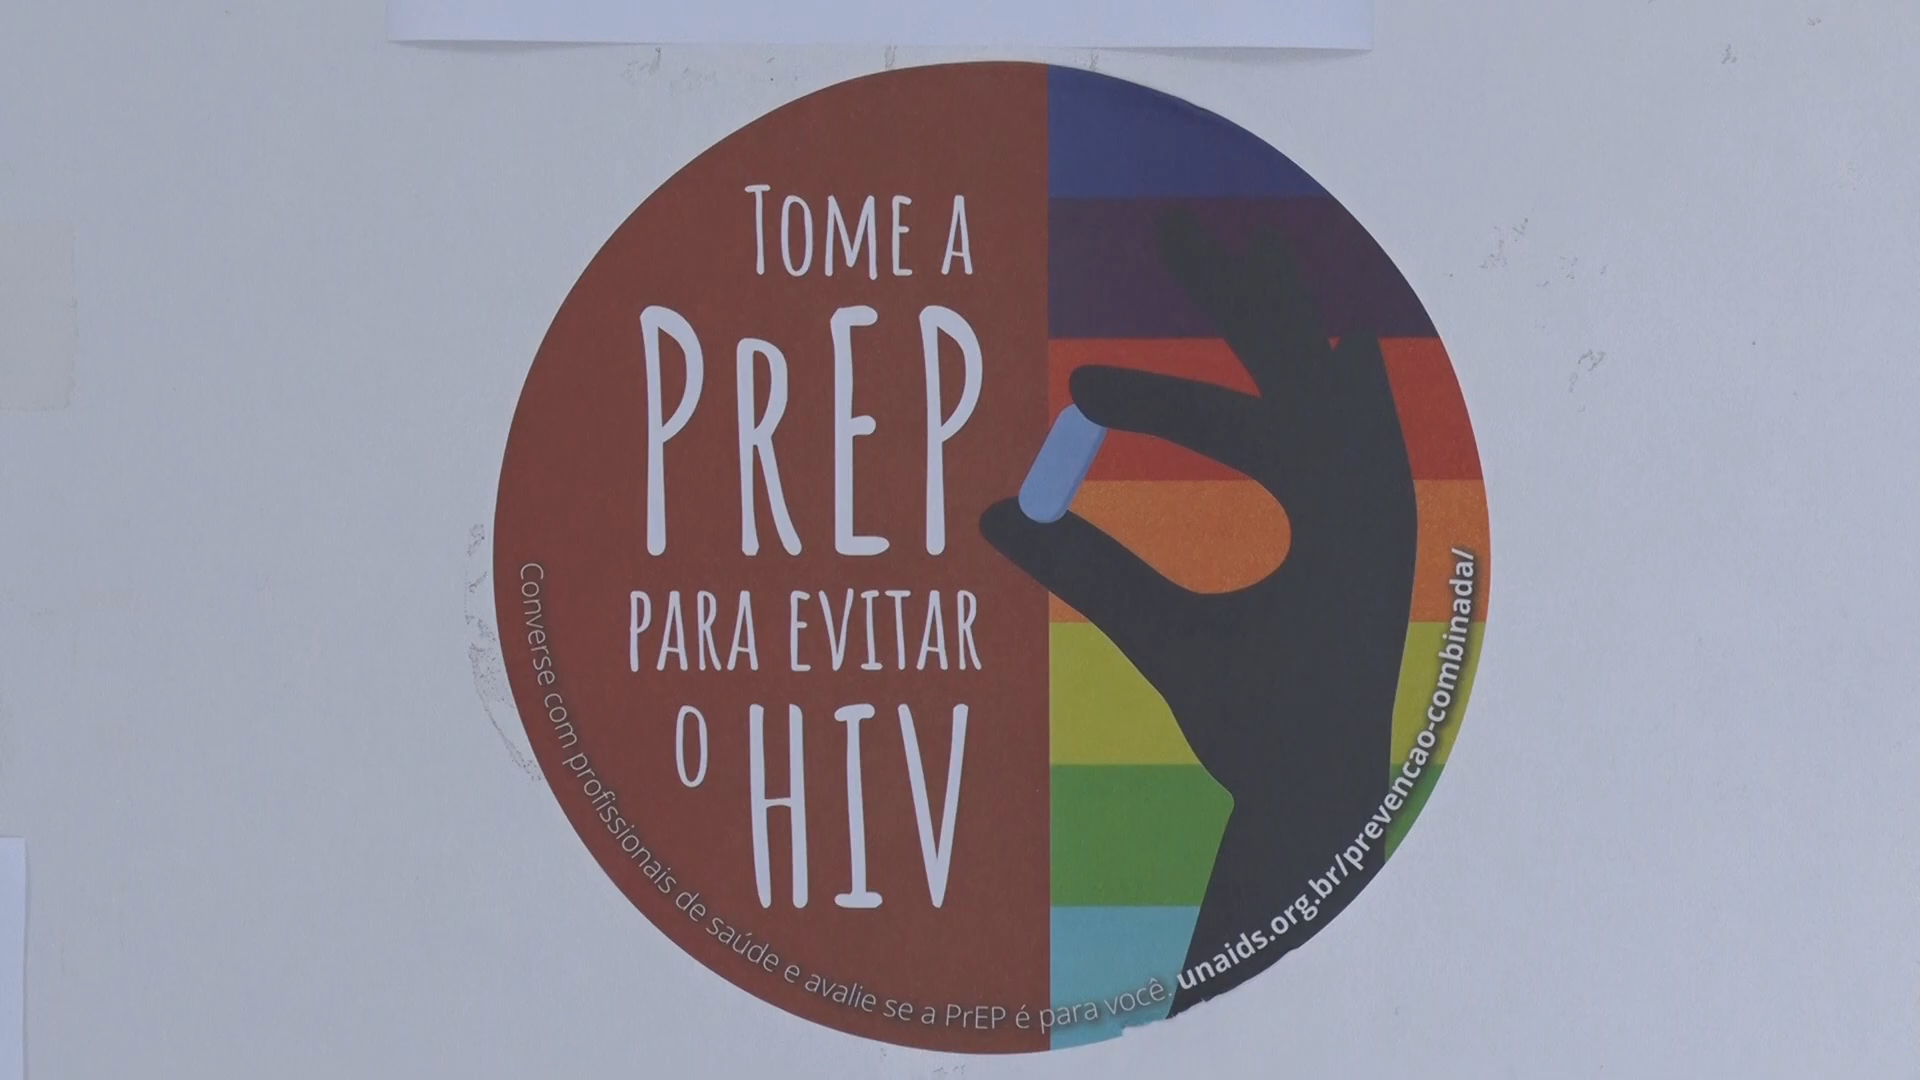 TOME A
PrEP
PARA EVITAR
O HIV
Converse com profissionais de saúde e avalie se a PrEP é para você. unaids.org.br/prevencao-combinada/